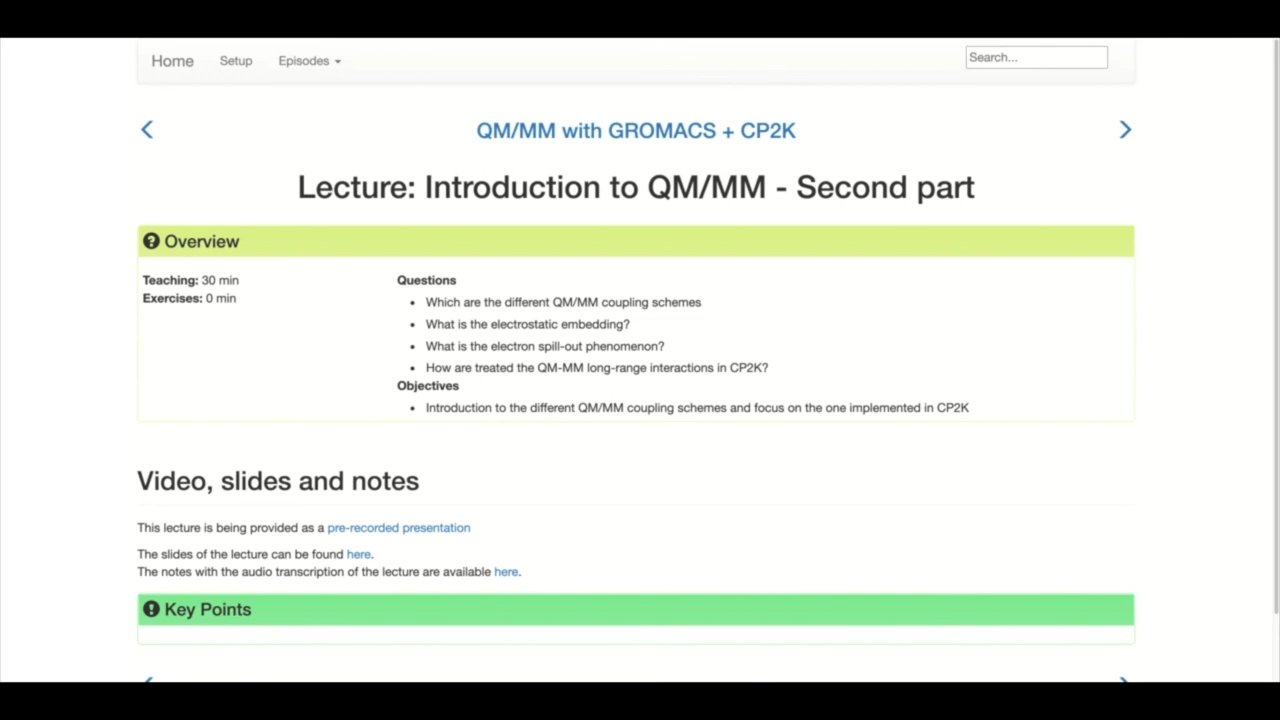 Home Setup Episodes Search...
QM/MM with GROMACS + CP2K
Lecture: Introduction to QM/MM - Second part
Overview
Teaching: 30 min
Exercises: 0 min
Questions
• Which are the different QM/MM coupling schemes
• What is the electrostatic embedding?
• What is the electron spill-out phenomenon?
• How are treated the QM-MM long-range interactions in CP2K?
Objectives
• Introduction to the different QM/MM coupling schemes and focus on the one implemented in CP2K
Video, slides and notes
This lecture is being provided as a pre-recorded presentation
The slides of the lecture can be found here.
The notes with the audio transcription of the lecture are available here.
Key Points